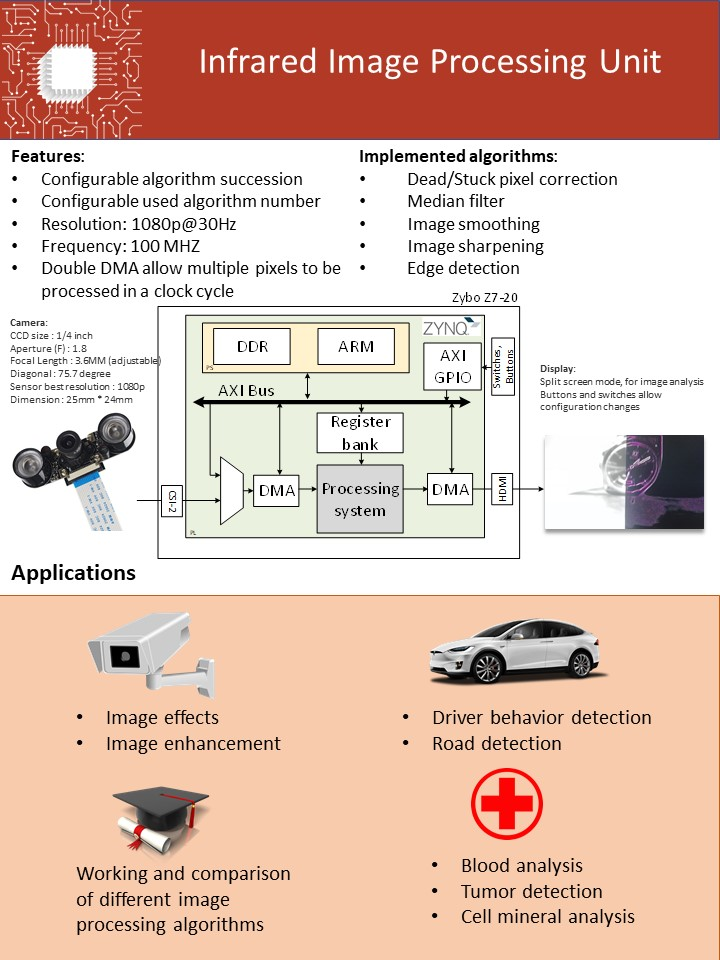 Infrared Image Processing Unit
Features:
• Configurable algorithm succession
• Configurable used algorithm number
• Resolution: 1080p@30Hz
• Frequency: 100 MHZ
• Double DMA allow multiple pixels to be
processed in a clock cycle
Implemented algorithms:
• Dead/Stuck pixel correction
• Median filter
• Image smoothing
• Image sharpening
• Edge detection
Camera:
CCD size : 1/4 inch
Aperture (F) : 1.8
Focal Length : 3.6MM (adjustable)
Diagonal : 75.7 degree
Sensor best resolution : 1080p
Dimension : 25mm * 24mm
Zybo Z7-20
ZYNQ
DDR
ARM
PS
AXI
GPIO
Switches,
Buttons
AXI Bus
Register
bank
CSI-2
DMA
Processing
system
DMA
HDMI
PL
Display:
Split screen mode, for image analysis
Buttons and switches allow
configuration changes
Applications
• Image effects
• Image enhancement
• Driver behavior detection
• Road detection
Working and comparison
of different image
processing algorithms
• Blood analysis
• Tumor detection
• Cell mineral analysis